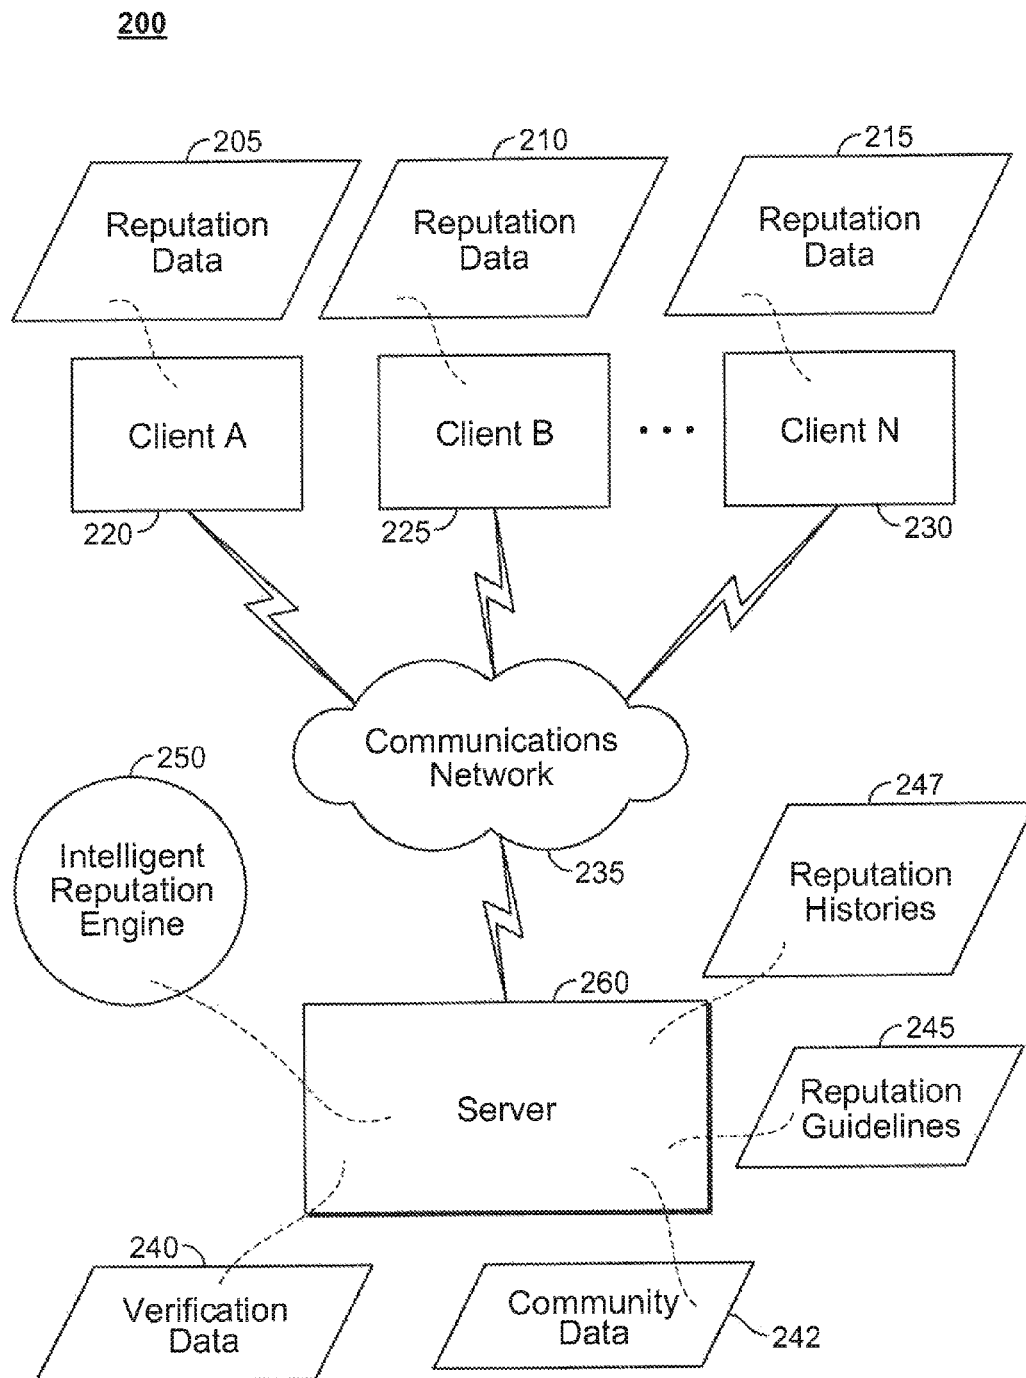 200
205
210
215
Reputation
Data
Reputation
Data
Reputation
Data
Client A
Client B
Client N
220
225
230
Communications
Network
235
250
Intelligent
Reputation
Engine
247
Reputation
Histories
260
Server
245
Reputation
Guidelines
240
Verification
Data
Community
Data
242